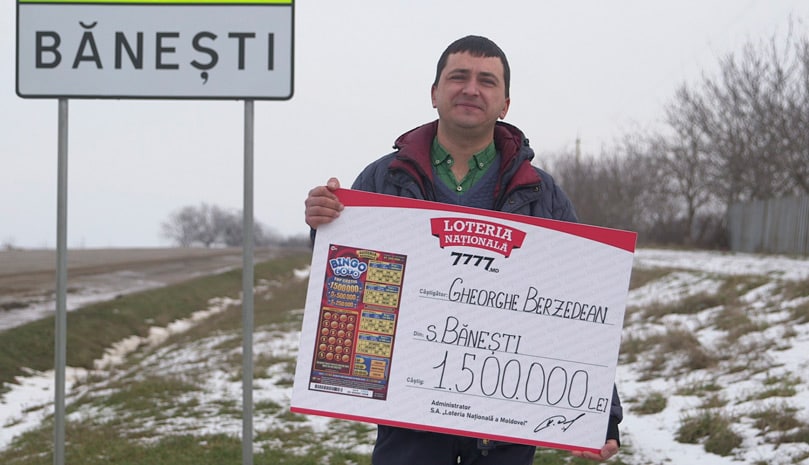 BĂNEȘTI
LOTERIA
NAȚIONALĂ
7777.MD
BINGO
1500000
Câștigător: GHEORGHE BERZEDEAN
Din: S. BĂNEȘTI
Câștig: 1.500.000 LEI
Administrator
S.A. „Loteria Națională a Moldovei"